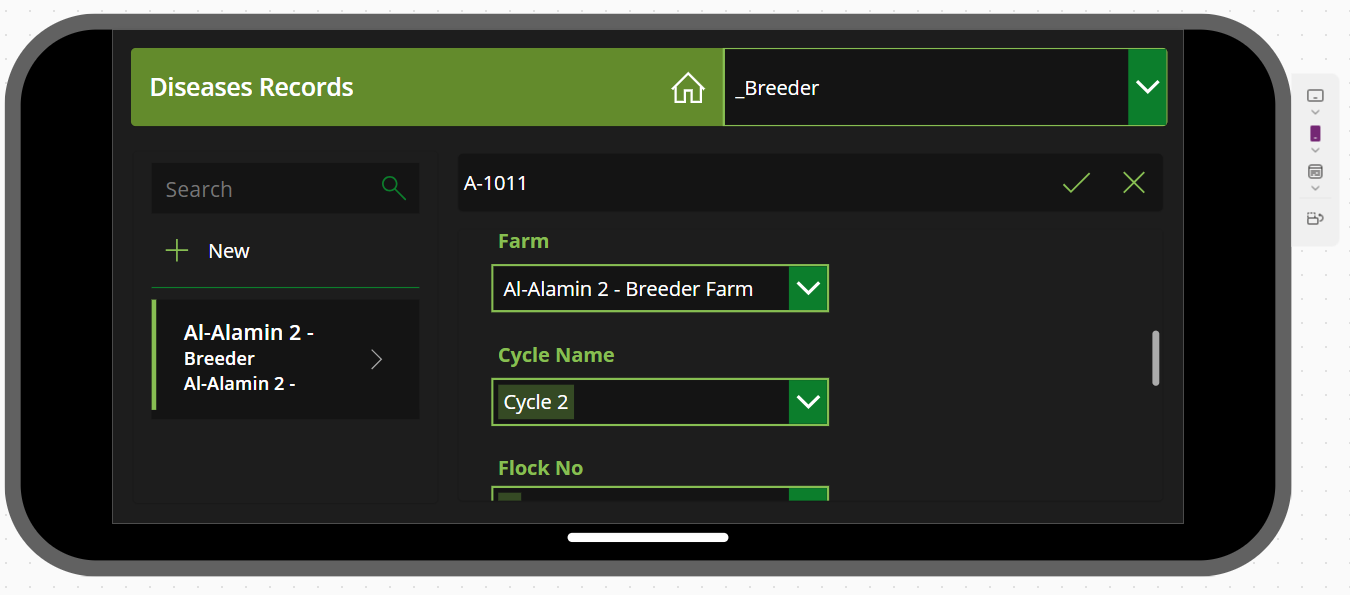 Diseases Records
_Breeder
Search
New
Al-Alamin 2 -
Breeder
Al-Alamin 2 -
A-1011
Farm
Al-Alamin 2 - Breeder Farm
Cycle Name
Cycle 2
Flock No